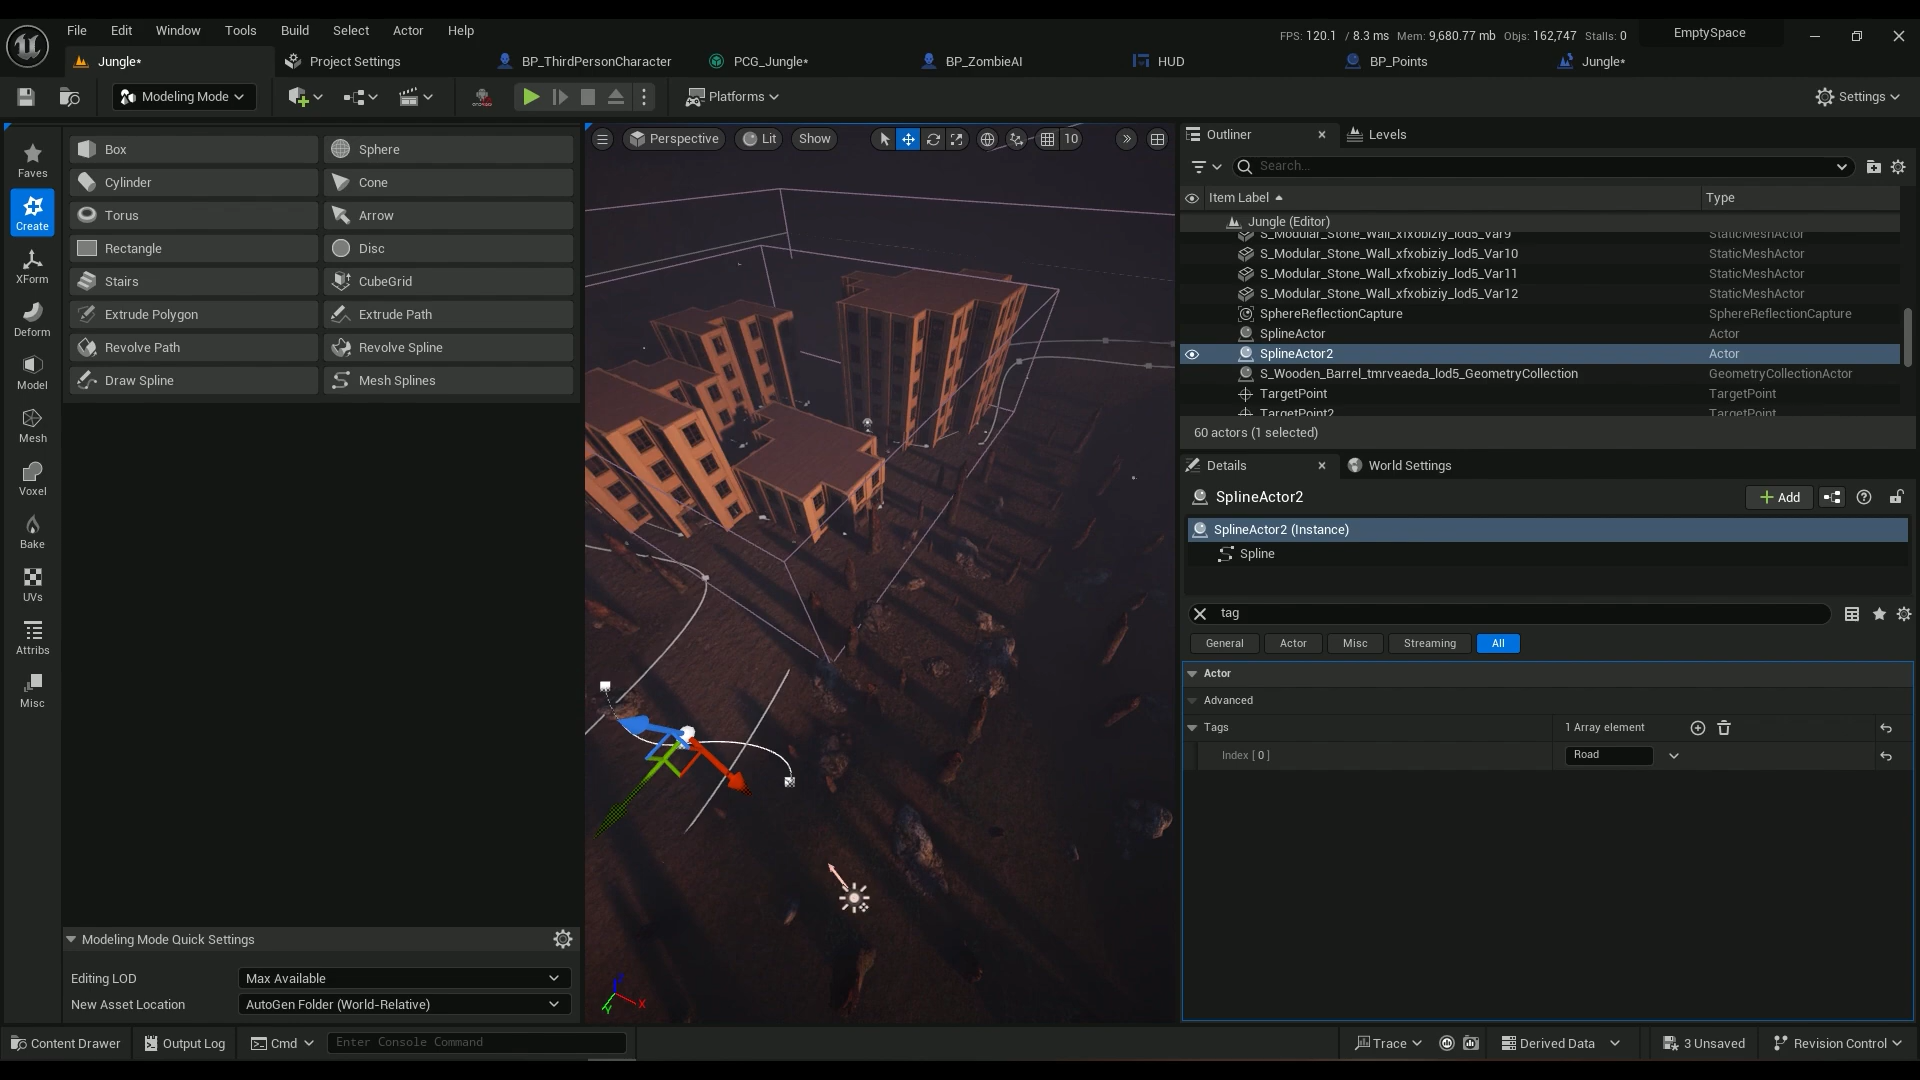 File Edit Window Tools Build Select Actor Help
FPS: 120.1 / 8.3 ms Mem: 9,680.77 mb Objs: 162,747 Stalls: 0
EmptySpace
Jungle*
Project Settings
BP_ThirdPersonCharacter
PCG_Jungle*
BP_ZombieAI
HUD
BP_Points
Jungle*
Modeling Mode
Platforms
Settings
Faves
Create
XForm
Deform
Model
Mesh
Voxel
Bake
UVs
Attribs
Misc
Box
Sphere
Cylinder
Cone
Torus
Arrow
Rectangle
Disc
Stairs
CubeGrid
Extrude Polygon
Extrude Path
Revolve Path
Revolve Spline
Draw Spline
Mesh Splines
Modeling Mode Quick Settings
Editing LOD
Max Available
New Asset Location
AutoGen Folder (World-Relative)
Perspective
Lit
Show
10
X
Y
Outliner
Levels
Search...
Item Label
Type
Jungle (Editor)
S_Modular_Stone_Wall_xfxobiziy_lod5_Var9 StaticMeshActor
S_Modular_Stone_Wall_xfxobiziy_lod5_Var10 StaticMeshActor
S_Modular_Stone_Wall_xfxobiziy_lod5_Var11 StaticMeshActor
S_Modular_Stone_Wall_xfxobiziy_lod5_Var12 StaticMeshActor
SphereReflectionCapture SphereReflectionCapture
SplineActor Actor
SplineActor2 Actor
S_Wooden_Barrel_tmrveaeda_lod5_GeometryCollection GeometryCollectionActor
TargetPoint TargetPoint
TargetPoint2 TargetPoint
60 actors (1 selected)
Details
World Settings
SplineActor2
Add
SplineActor2 (Instance)
Spline
tag
General
Actor
Misc
Streaming
All
Actor
Advanced
Tags
1 Array element
Index [ 0 ]
Road
Content Drawer
Output Log
Cmd
Enter Console Command
Trace
Derived Data
3 Unsaved
Revision Control